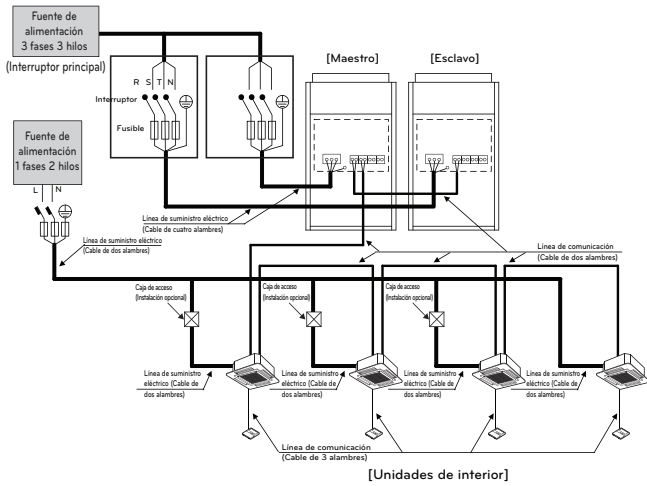 Fuente de
alimentación
3 fases 3 hilos
(Interruptor principal)
[Maestro]
[Esclavo]
R S T N
Interruptor
Fusible
Fuente de
alimentación
1 fases 2 hilos
L N
Línea de suministro eléctrico
(Cable de cuatro alambres)
Línea de suministro eléctrico
(Cable de dos alambres)
Línea de comunicación
(Cable de dos alambres)
Caja de acceso
(Instalación opcional)
Caja de acceso
(Instalación opcional)
Caja de acceso
(Instalación opcional)
Línea de suministro
eléctrico (Cable de
dos alambres)
Línea de suministro
eléctrico (Cable de
dos alambres)
Línea de suministro
eléctrico (Cable de
dos alambres)
Línea de suministro
eléctrico (Cable de
dos alambres)
Línea de comunicación
(Cable de 3 alambres)
[Unidades de interior]